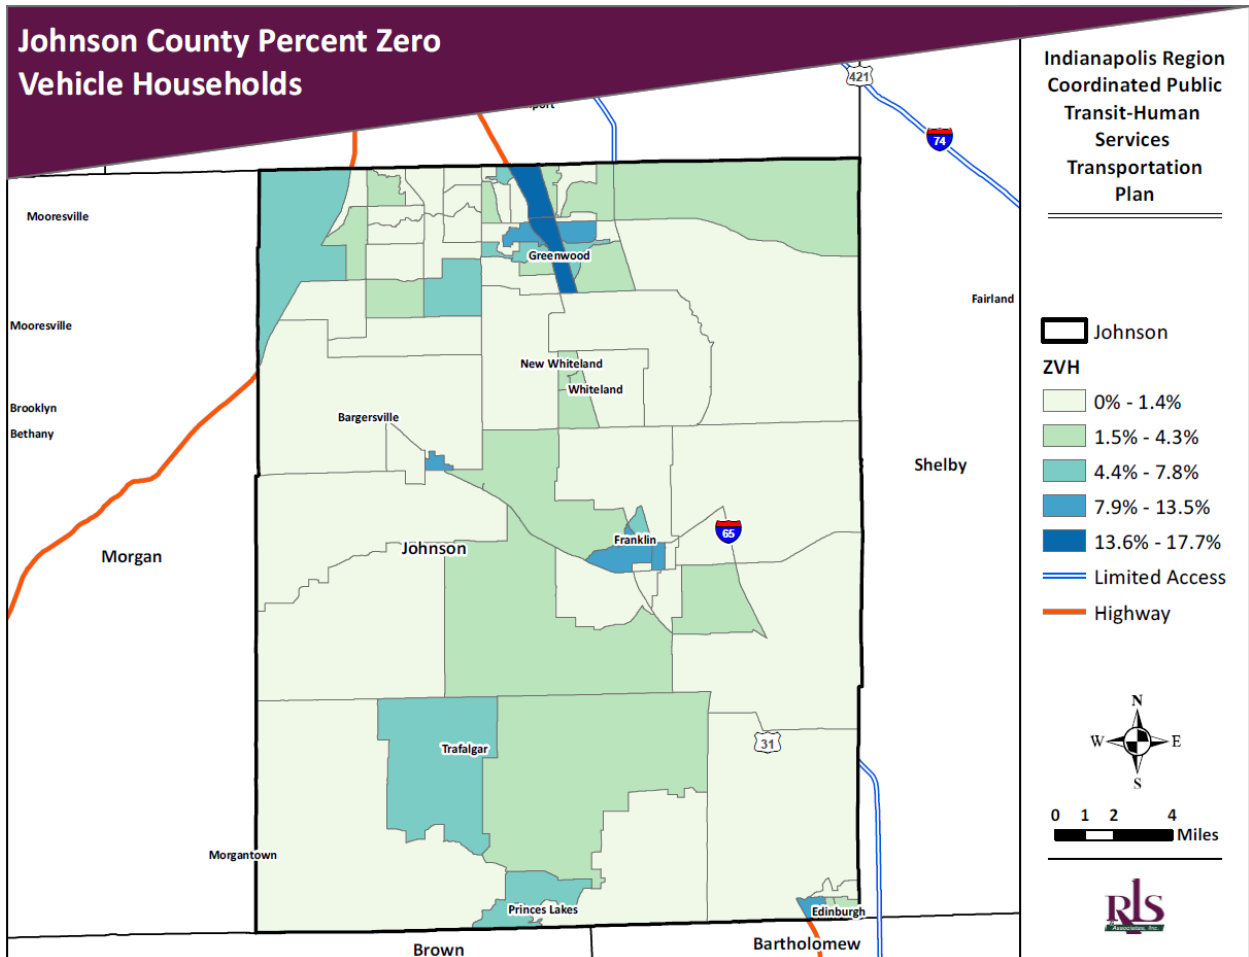 Johnson County Percent Zero
Vehicle Households
Indianapolis Region
Coordinated Public
Transit-Human
Services
Transportation
Plan
421
74
Mooresville
Greenwood
Fairland
Mooresville
Johnson
ZVH
New Whiteland
Whiteland
0% - 1.4%
Brooklyn
Bargersville
Bethany
1.5% - 4.3%
Shelby
4.4% - 7.8%
7.9% - 13.5%
Franklin
65
13.6% - 17.7%
Johnson
Morgan
Limited Access
Highway
N
W
E
S
31
Trafalgar
0 1 2 4
Miles
Morgantown
Princes Lakes
Edinburgh
RLS
& Associates, Inc.
Brown
Bartholomew